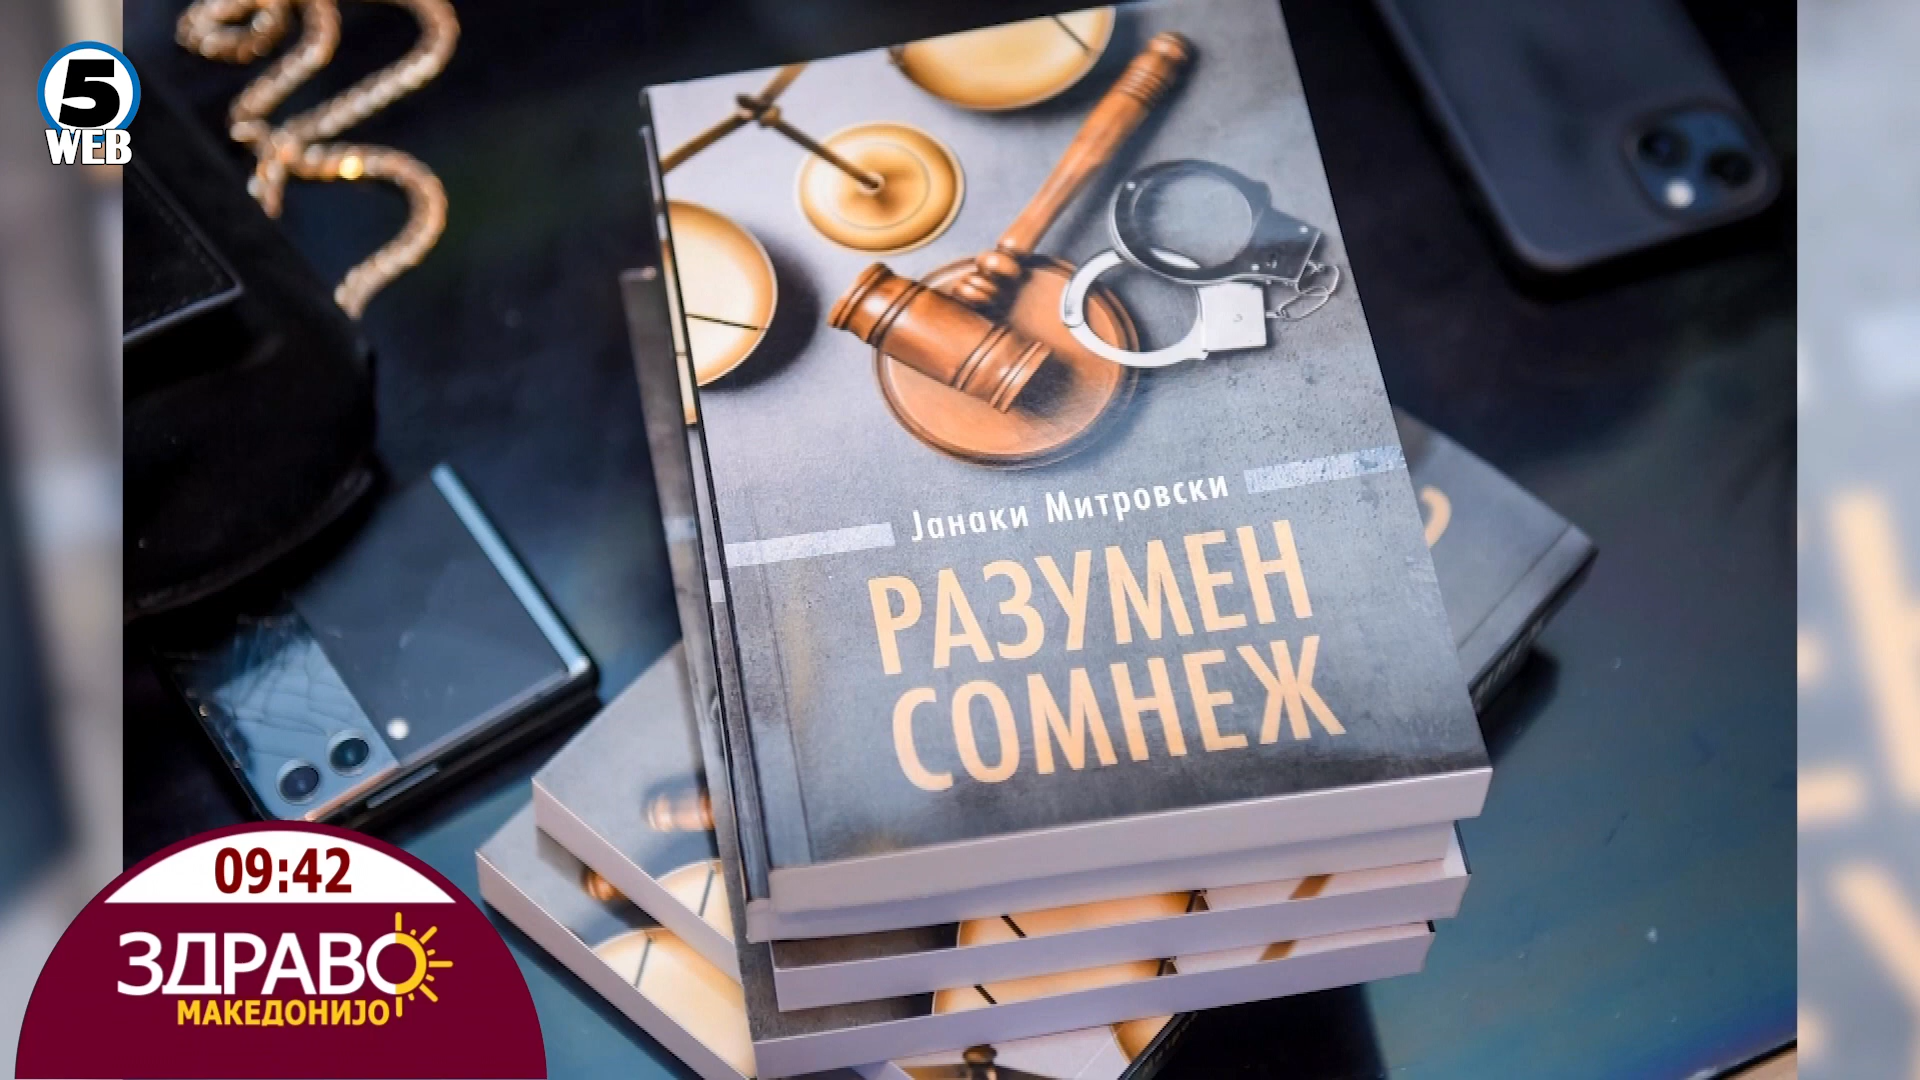 5
WEB
Јанаки Митровски
РАЗУМЕН
СОМНЕЖ
09:42
ЗДРАВО
МАКЕДОНИЈО